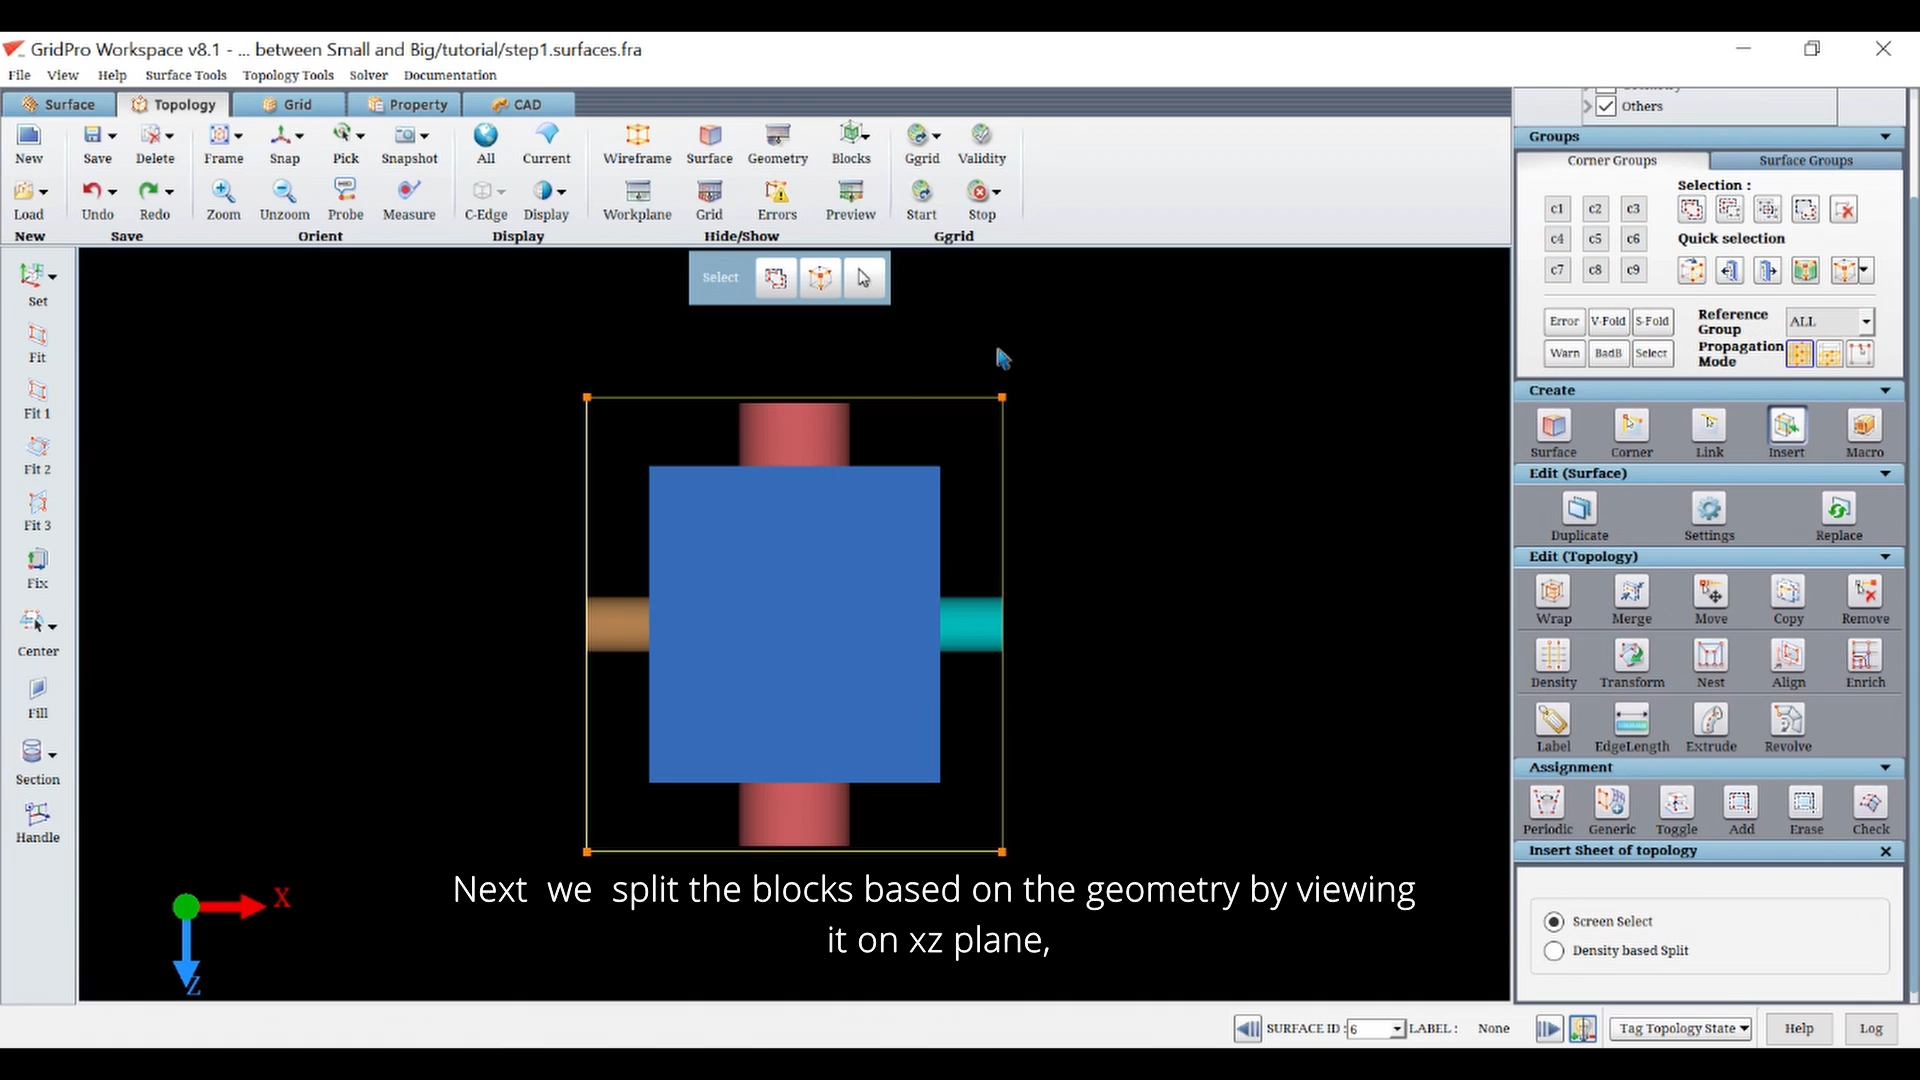 GridPro Workspace v8.1 - ... between Small and Big/tutorial/step1.surfaces.fra
File View Help Surface Tools Topology Tools Solver Documentation
Surface Topology Grid Property CAD
New Save Delete Frame Snap Pick Snapshot All Current Wireframe Surface Geometry Blocks Ggrid Validity
Load Undo Redo Zoom Unzoom Probe Measure C-Edge Display Workplane Grid Errors Preview Start Stop
New Save Orient Display Hide/Show Ggrid
Set
Fit
Fit 1
Fit 2
Fit 3
Fix
Center
Fill
Section
Handle
Select
X
Z
Next we split the blocks based on the geometry by viewing
it on xz plane,
Others
Groups
Corner Groups Surface Groups
Selection :
c1 c2 c3
c4 c5 c6
Quick selection
c7 c8 c9
Error V-Fold S-Fold
Reference
Group
ALL
Warn BadB Select
Propagation
Mode
Create
Surface Corner Link Insert Macro
Edit (Surface)
Duplicate Settings Replace
Edit (Topology)
Wrap Merge Move Copy Remove
Density Transform Nest Align Enrich
Label EdgeLength Extrude Revolve
Assignment
Periodic Generic Toggle Add Erase Check
Insert Sheet of topology
Screen Select
Density based Split
SURFACE ID : 6 LABEL : None Tag Topology State Help Log